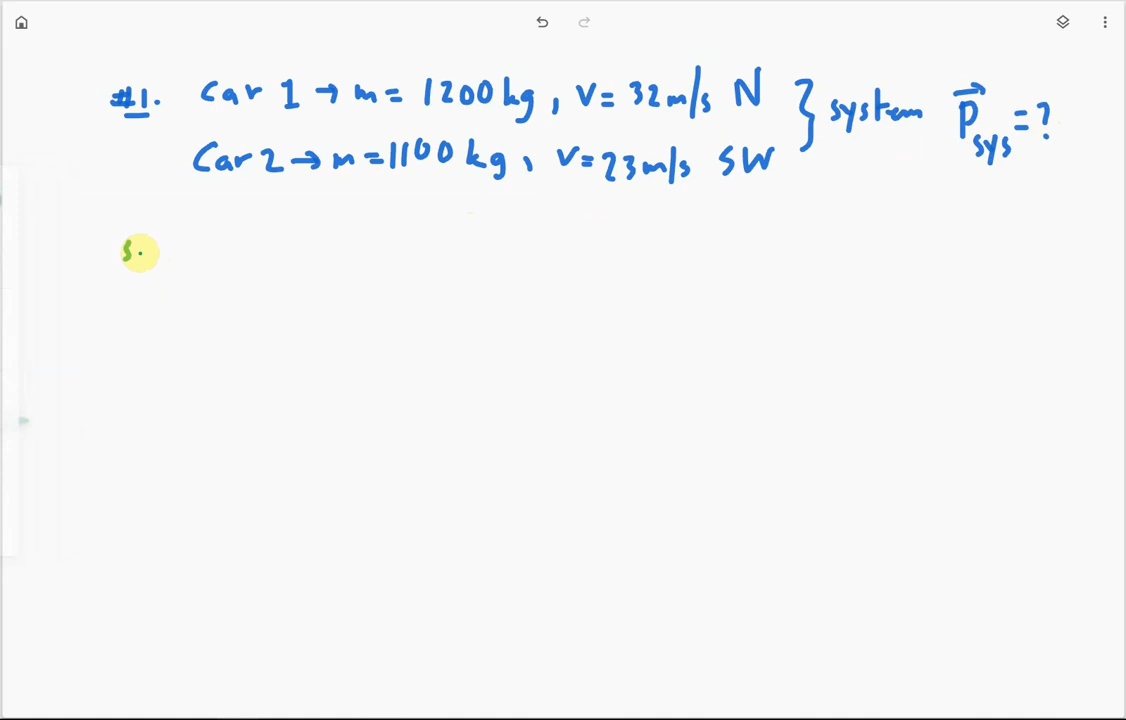 #1. Car 1 → m = 1200 kg, v = 32 m/s N } system P⃗sys = ?
Car 2 → m = 1100 kg, v = 23 m/s SW